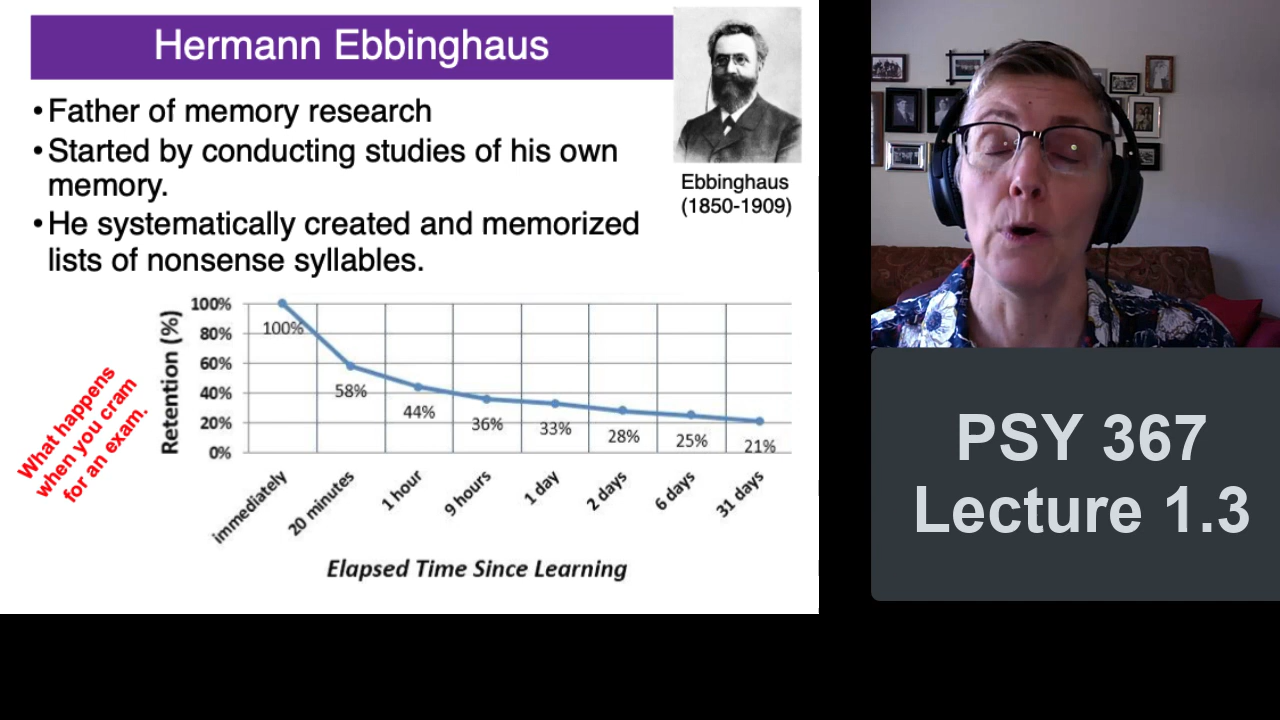 Hermann Ebbinghaus
•Father of memory research
•Started by conducting studies of his own
memory.
•He systematically created and memorized
lists of nonsense syllables.
Ebbinghaus
(1850-1909)
What happens
when you cram
for an exam.
Retention (%)
100%
80%
60%
40%
20%
0%
100%
58%
44%
36%
33%
28%
25%
21%
immediately
20 minutes
1 hour
9 hours
1 day
2 days
6 days
31 days
Elapsed Time Since Learning
PSY 367
Lecture 1.3